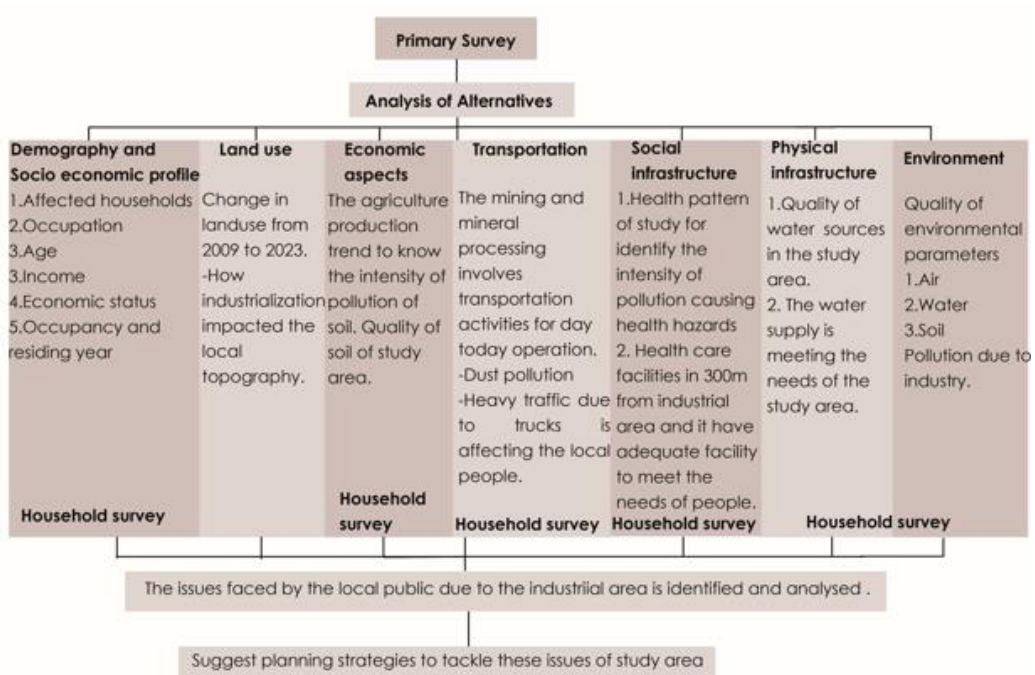 Primary Survey
Analysis of Alternatives
Demography and
Socio economic profile
1.Affected households
2.Occupation
3.Age
3.Income
4.Economic status
5.Occupancy and
residing year
Household survey
Land use
Change in
landuse from
2009 to 2023.
-How
industrialization
impacted the
local
topography.
Economic
aspects
The agriculture
production
trend to know
the intensity of
pollution of
soil. Quality of
soil of study
area.
Household
survey
Transportation
The mining and
mineral
processing
involves
transportation
activities for day
today operation.
-Dust pollution
-Heavy traffic due
to trucks is
affecting the local
people.
Household survey
Social
infrastructure
1.Health pattern
of study for
identify the
intensity of
pollution causing
health hazards
2. Health care
facilities in 300m
from industrial
area and it have
adequate facility
to meet the
needs of people.
Household survey
Physical
infrastructure
1.Quality of
water sources
in the study
area.
2. The water
supply is
meeting the
needs of the
study area.
Environment
Quality of
environmental
parameters
1.Air
2.Water
3.Soil
Pollution due to
industry.
Household survey
The issues faced by the local public due to the industriial area is identified and analysed .
Suggest planning strategies to tackle these issues of study area